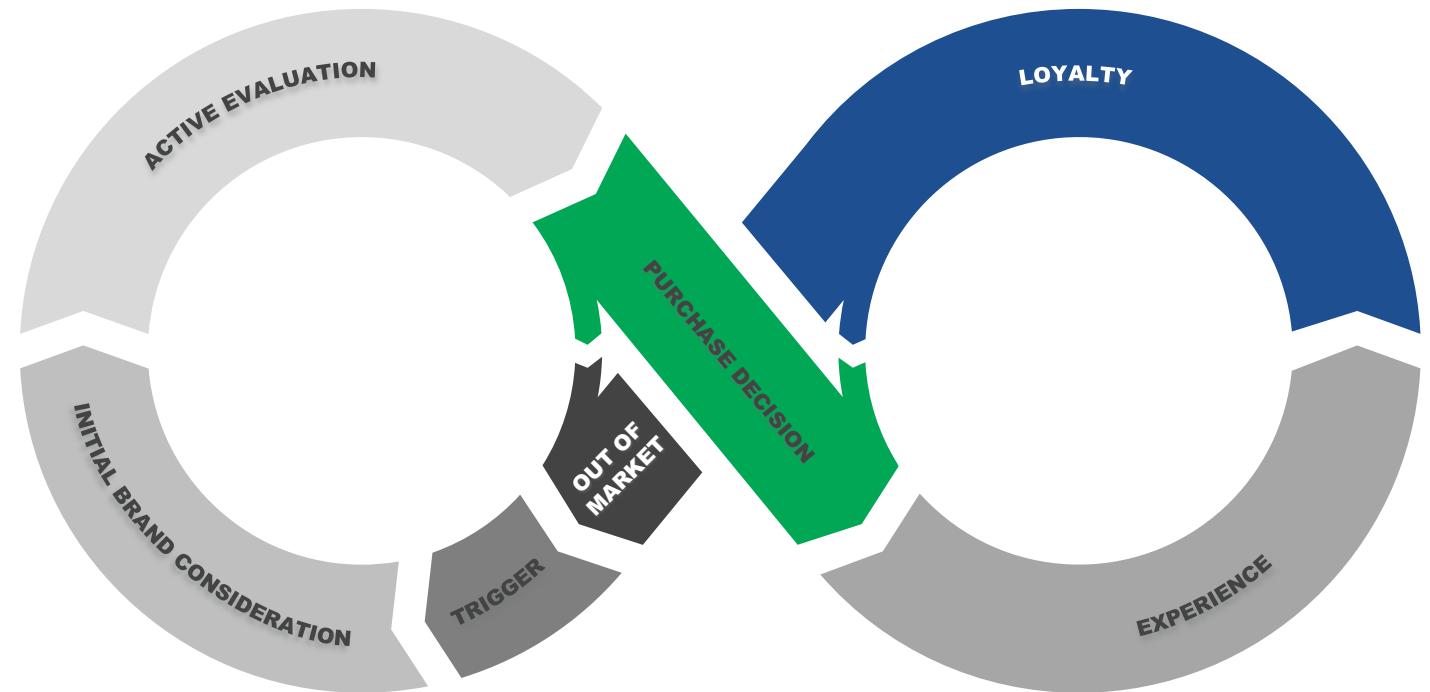 ACTIVE EVALUATION
LOYALTY
PURCHASE DECISION
OUT OF
MARKET
INITIAL BRAND CONSIDERATION
TRIGGER
EXPERIENCE